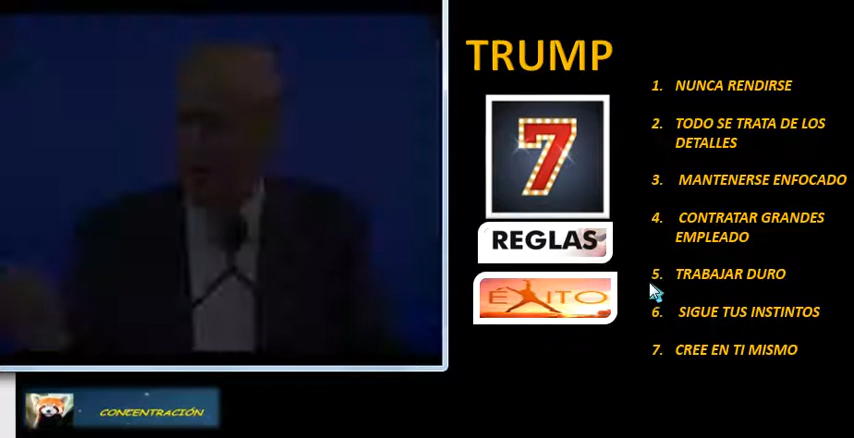 TRUMP
7
REGLAS
ÉXITO
1. NUNCA RENDIRSE
2. TODO SE TRATA DE LOS
DETALLES
3. MANTENERSE ENFOCADO
4. CONTRATAR GRANDES
EMPLEADO
5. TRABAJAR DURO
6. SIGUE TUS INSTINTOS
7. CREE EN TI MISMO
CONCENTRACIÓN